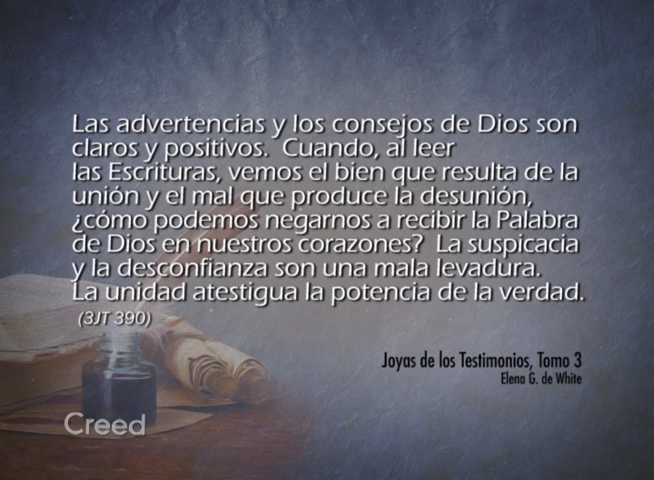 Las advertencias y los consejos de Dios son
claros y positivos.  Cuando, al leer
las Escrituras, vemos el bien que resulta de la
unión y el mal que produce la desunión,
¿cómo podemos negarnos a recibir la Palabra
de Dios en nuestros corazones?  La suspicacia
y la desconfianza son una mala levadura.
La unidad atestigua la potencia de la verdad.
(3JT 390)
Joyas de los Testimonios, Tomo 3
Elena G. de White
Creed